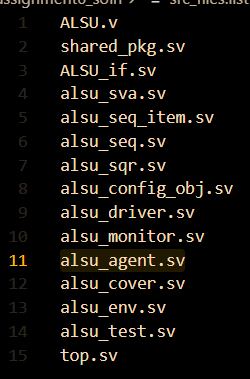 assignment6_soln > src_files.list
1 ALSU.v
2 shared_pkg.sv
3 ALSU_if.sv
4 alsu_sva.sv
5 alsu_seq_item.sv
6 alsu_seq.sv
7 alsu_sqr.sv
8 alsu_config_obj.sv
9 alsu_driver.sv
10 alsu_monitor.sv
11 alsu_agent.sv
12 alsu_cover.sv
13 alsu_env.sv
14 alsu_test.sv
15 top.sv